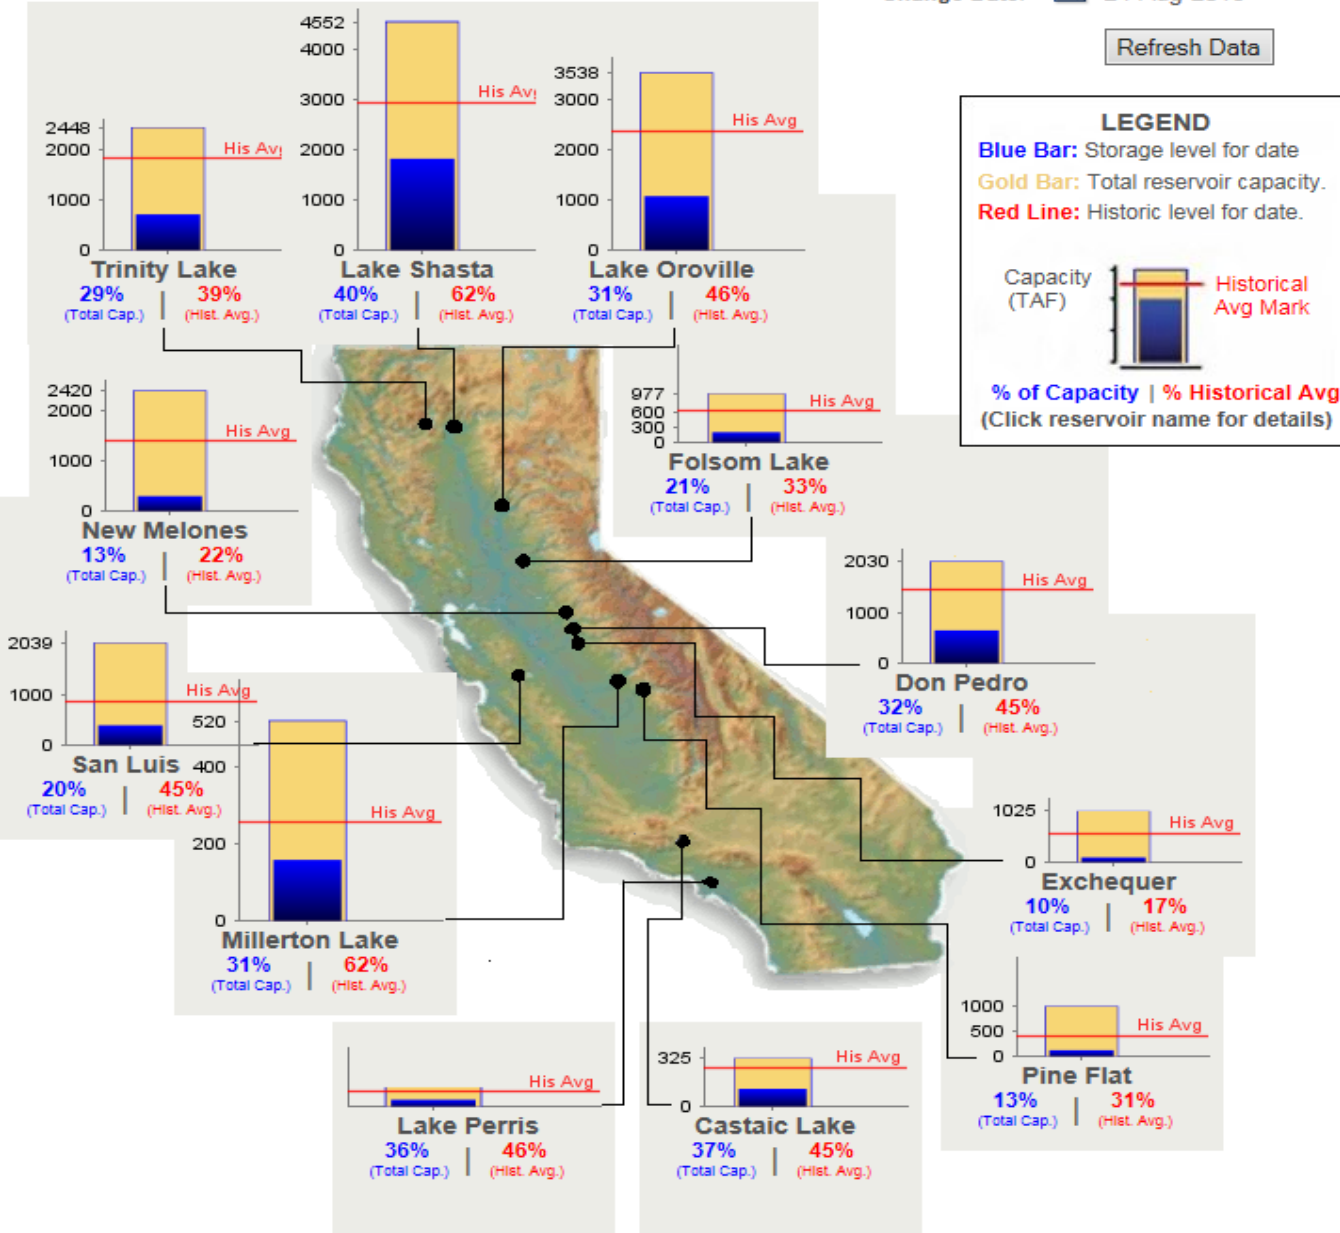 Refresh Data
LEGEND
Blue Bar: Storage level for date
Gold Bar: Total reservoir capacity.
Red Line: Historic level for date.
Capacity
(TAF)
Historical
Avg Mark
% of Capacity | % Historical Avg
(Click reservoir name for details)
2448
2000
1000
0
His Avg
Trinity Lake
29% | 39%
(Total Cap.) (Hist. Avg.)
4552
4000
3000
2000
1000
0
His Avg
Lake Shasta
40% | 62%
(Total Cap.) (Hist. Avg.)
3538
3000
2000
1000
0
His Avg
Lake Oroville
31% | 46%
(Total Cap.) (Hist. Avg.)
2420
2000
1000
0
His Avg
New Melones
13% | 22%
(Total Cap.) (Hist. Avg.)
977
600
300
0
His Avg
Folsom Lake
21% | 33%
(Total Cap.) (Hist. Avg.)
2030
1000
0
His Avg
Don Pedro
32% | 45%
(Total Cap.) (Hist. Avg.)
2039
1000
0
His Avg
San Luis
20% | 45%
(Total Cap.) (Hist. Avg.)
520
400
200
0
His Avg
Millerton Lake
31% | 62%
(Total Cap.) (Hist. Avg.)
1025
0
His Avg
Exchequer
10% | 17%
(Total Cap.) (Hist. Avg.)
1000
500
0
His Avg
Pine Flat
13% | 31%
(Total Cap.) (Hist. Avg.)
His Avg
Lake Perris
36% | 46%
(Total Cap.) (Hist. Avg.)
325
0
His Avg
Castaic Lake
37% | 45%
(Total Cap.) (Hist. Avg.)